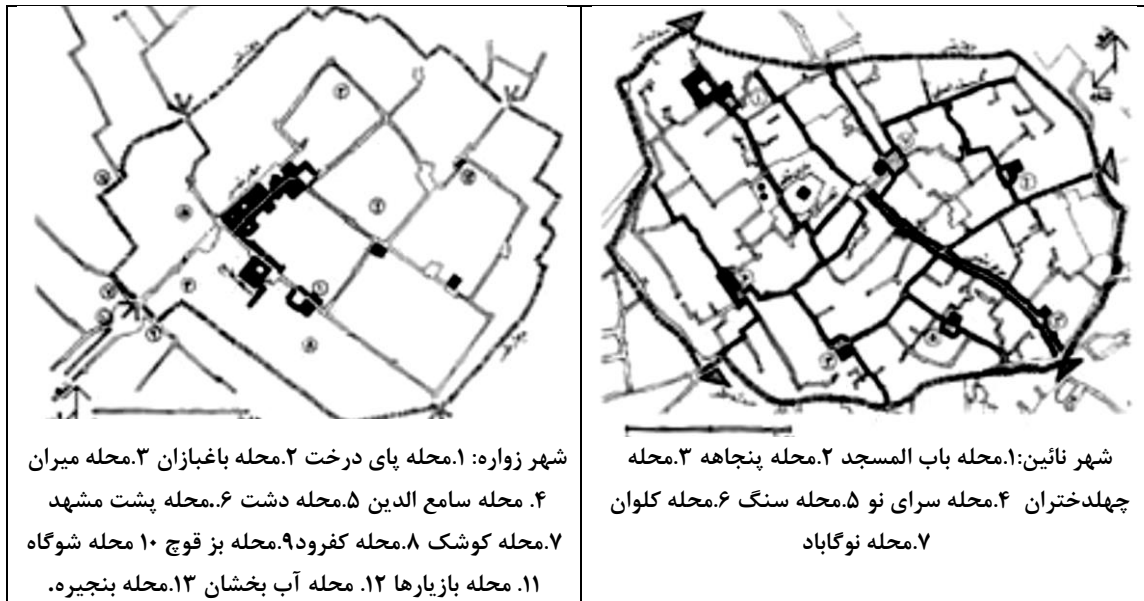 شهر نائین:۱.محله باب المسجد ۲.محله پنجاهه ۳.محله
چهلدختران ۴.محله سرای نو ۵.محله سنگ ۶.محله کلوان
۷.محله نوگاباد
شهر زواره: ۱.محله پای درخت ۲.محله باغبازان ۳.محله میران
۴. محله سامع الدین ۵.محله دشت ۶..محله پشت مشهد
۷.محله کوشک ۸.محله کفرود۹.محله بز قوچ ۱۰ محله شوگاه
۱۱. محله بازیارها ۱۲. محله آب بخشان ۱۳.محله بنجیره.